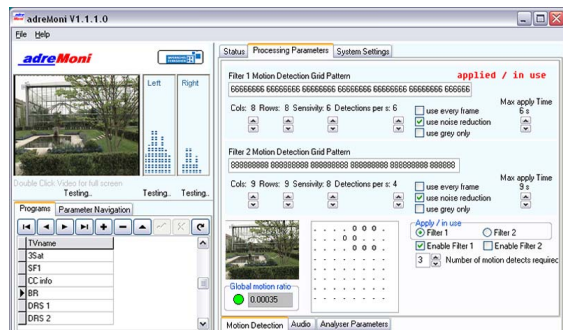 adreMoni V1.1.1.0
File Help
adreMoni
Left Right
Double Click Video for full screen
Testing.. Testing.. Testing..
Programs Parameter Navigation
TVname
3Sat
SF1
CC info
BR
DRS 1
DRS 2
Status Processing Parameters System Settings
Filter 1 Motion Detection Grid Pattern applied / in use
Cols: 8 Rows: 8 Sensivity: 6 Detections per s: 6
use every frame
use noise reduction
use grey only
Max apply Time
6 s
Filter 2 Motion Detection Grid Pattern
Cols: 9 Rows: 9 Sensivity: 8 Detections per s: 4
use every frame
use noise reduction
use grey only
Max apply Time
9 s
Apply / in use
Filter 1 Filter 2
Enable Filter 1 Enable Filter 2
3 Number of motion detects required
Global motion ratio
0.00035
Motion Detection Audio Analyser Parameters